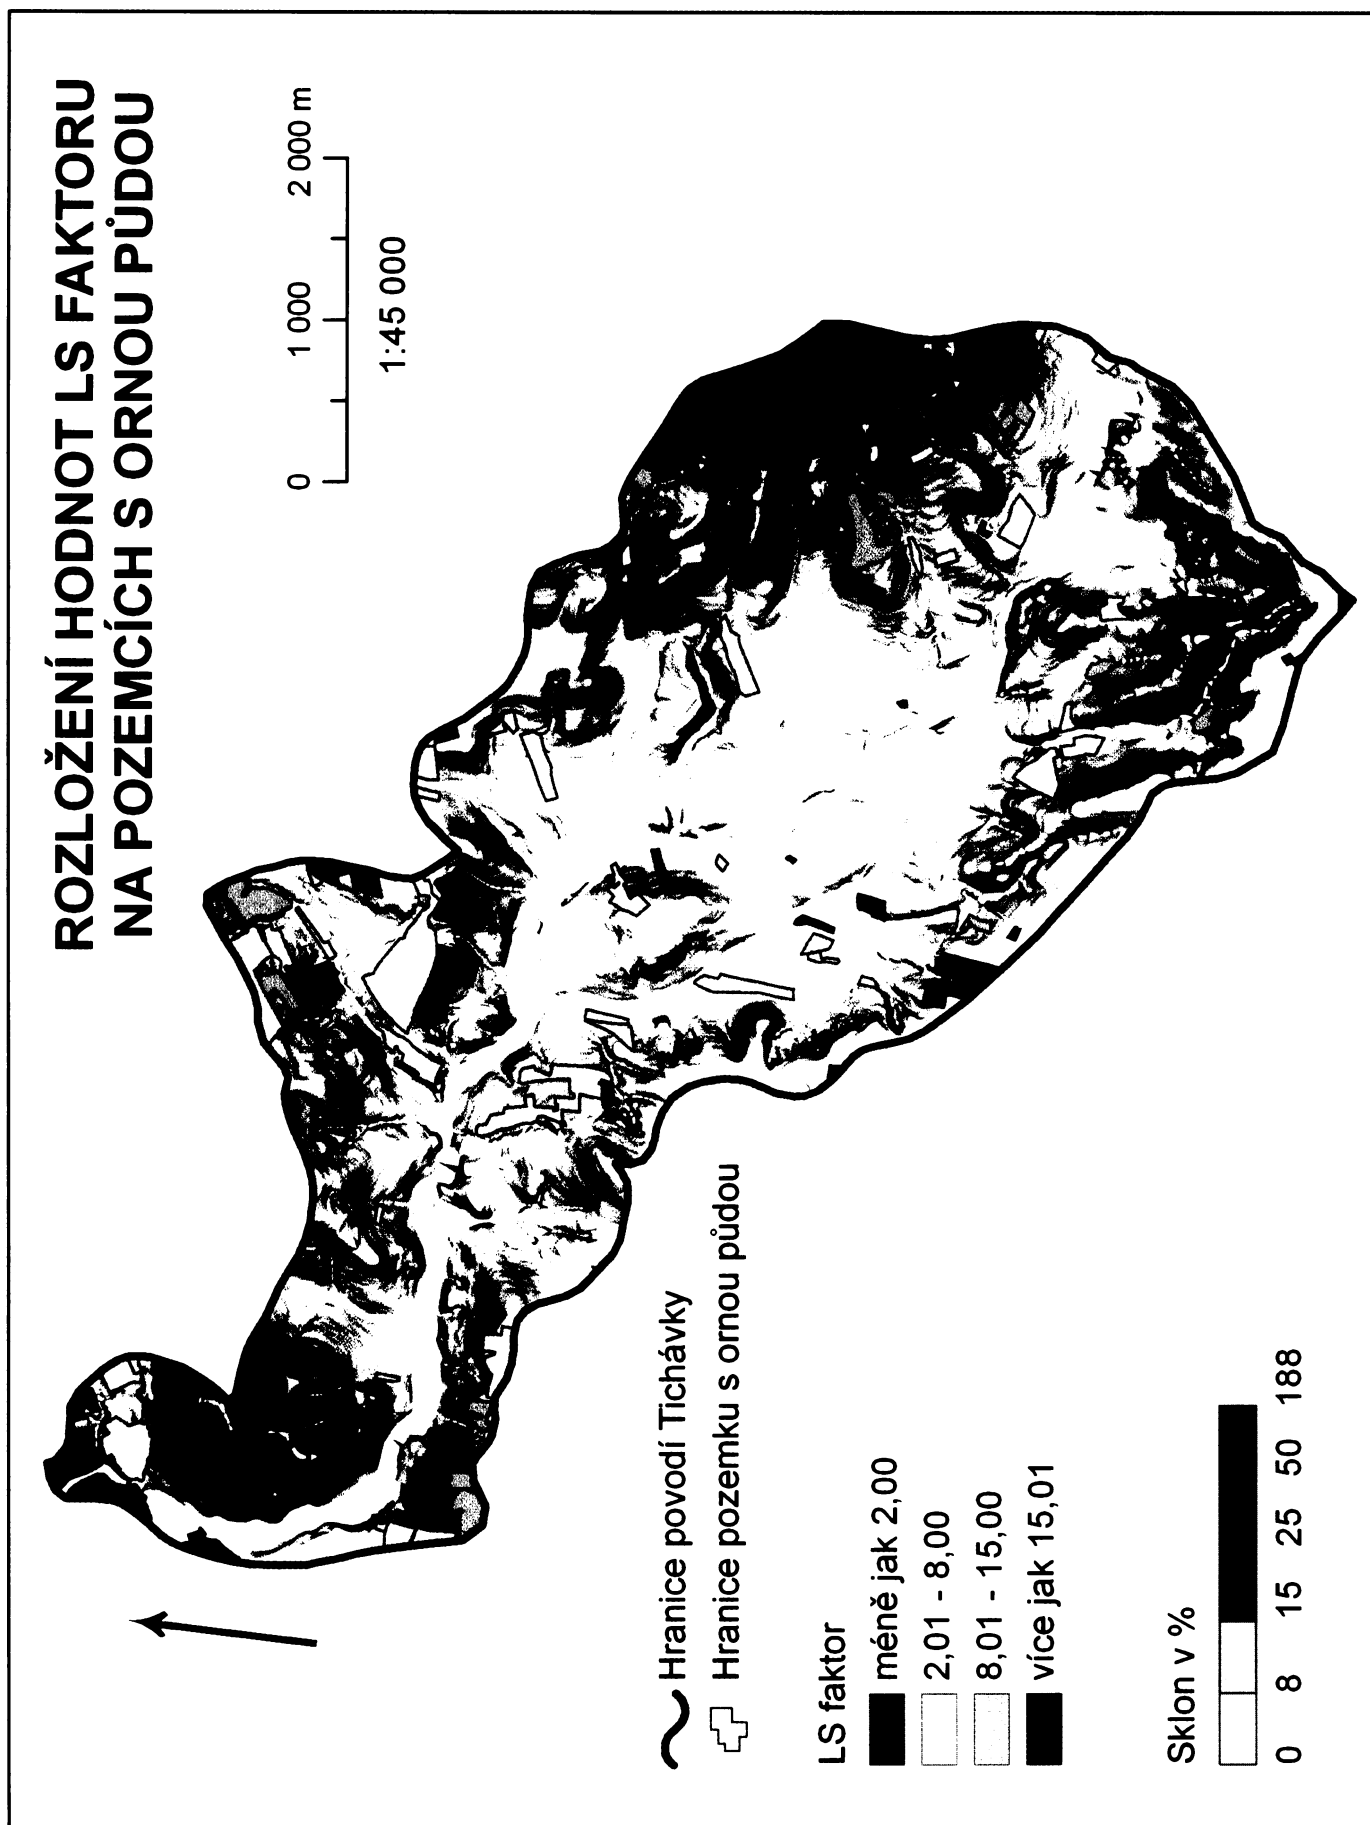 ROZLOŽENÍ HODNOT LS FAKTORU
NA POZEMCÍCH S ORNOU PŮDOU
0 1 000 2 000 m
1:45 000
Hranice povodí Tichávky
Hranice pozemku s ornou půdou
LS faktor
méně jak 2,00
2,01 - 8,00
8,01 - 15,00
více jak 15,01
Sklon v %
0 8 15 25 50 188